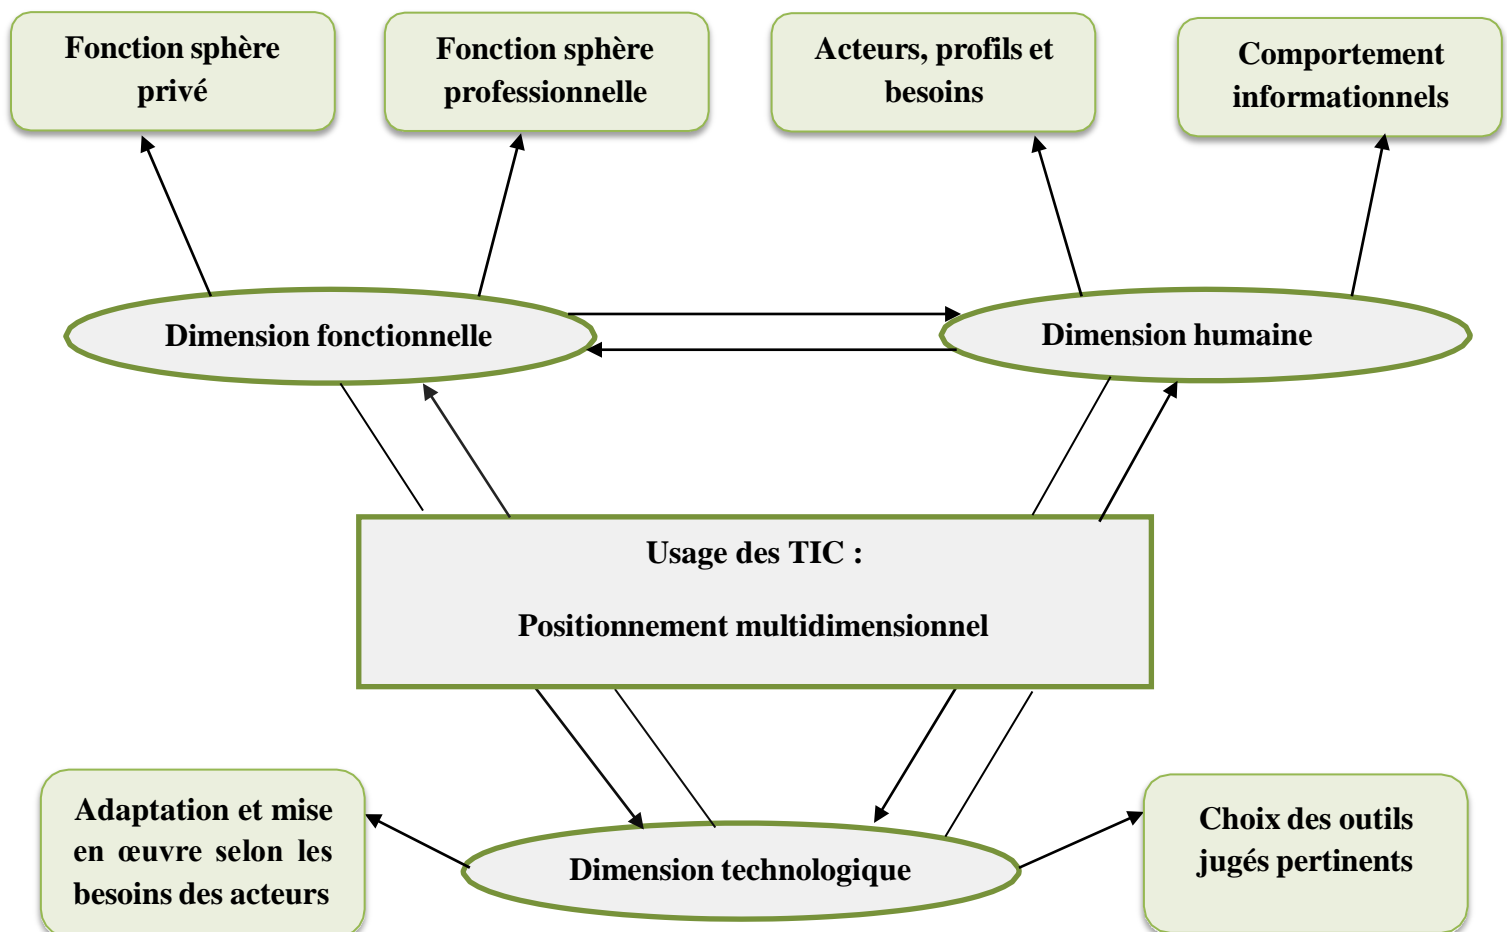 Fonction sphère
privé
Fonction sphère
professionnelle
Acteurs, profils et
besoins
Comportement
informationnels
Dimension fonctionnelle
Dimension humaine
Usage des TIC :
Positionnement multidimensionnel
Adaptation et mise
en œuvre selon les
besoins des acteurs
Dimension technologique
Choix des outils
jugés pertinents